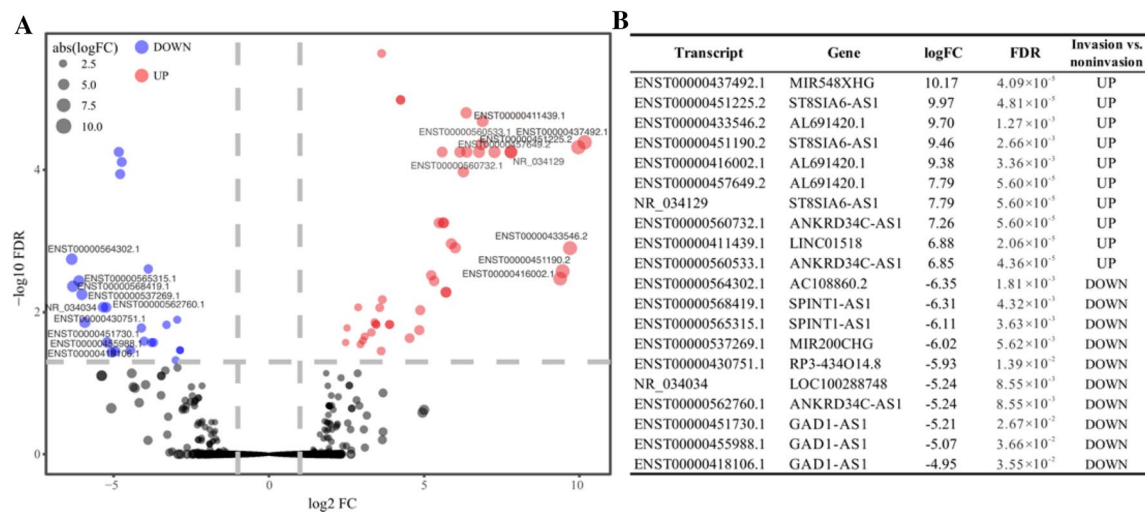 A
B
abs(logFC)
2.5
5.0
7.5
10.0
DOWN
UP
−log10 FDR
4
2
0
−5
0
5
10
log2 FC
ENST00000411439.1
ENST00000560533.1
ENST00000437492.1
ENST00000451225.2
ENST00000457649.2
NR_034129
ENST00000560732.1
ENST00000433546.2
ENST00000451190.2
ENST00000416002.1
ENST00000564302.1
ENST00000565315.1
ENST00000568419.1
ENST00000537269.1
NR_034034
ENST00000562760.1
ENST00000430751.1
ENST00000451730.1
ENST00000455988.1
ENST00000418106.1
Transcript Gene logFC FDR Invasion vs. noninvasion
ENST00000437492.1 MIR548XHG 10.17 4.09×10⁻⁵ UP
ENST00000451225.2 ST8SIA6-AS1 9.97 4.81×10⁻⁵ UP
ENST00000433546.2 AL691420.1 9.70 1.27×10⁻³ UP
ENST00000451190.2 ST8SIA6-AS1 9.46 2.66×10⁻³ UP
ENST00000416002.1 AL691420.1 9.38 3.36×10⁻³ UP
ENST00000457649.2 AL691420.1 7.79 5.60×10⁻⁵ UP
NR_034129 ST8SIA6-AS1 7.79 5.60×10⁻⁵ UP
ENST00000560732.1 ANKRD34C-AS1 7.26 5.60×10⁻⁵ UP
ENST00000411439.1 LINC01518 6.88 2.06×10⁻⁵ UP
ENST00000560533.1 ANKRD34C-AS1 6.85 4.36×10⁻⁵ UP
ENST00000564302.1 AC108860.2 -6.35 1.81×10⁻³ DOWN
ENST00000568419.1 SPINT1-AS1 -6.31 4.32×10⁻³ DOWN
ENST00000565315.1 SPINT1-AS1 -6.11 3.63×10⁻³ DOWN
ENST00000537269.1 MIR200CHG -6.02 5.62×10⁻³ DOWN
ENST00000430751.1 RP3-434O14.8 -5.93 1.39×10⁻² DOWN
NR_034034 LOC100288748 -5.24 8.55×10⁻³ DOWN
ENST00000562760.1 ANKRD34C-AS1 -5.24 8.55×10⁻³ DOWN
ENST00000451730.1 GAD1-AS1 -5.21 2.67×10⁻² DOWN
ENST00000455988.1 GAD1-AS1 -5.07 3.66×10⁻² DOWN
ENST00000418106.1 GAD1-AS1 -4.95 3.55×10⁻² DOWN